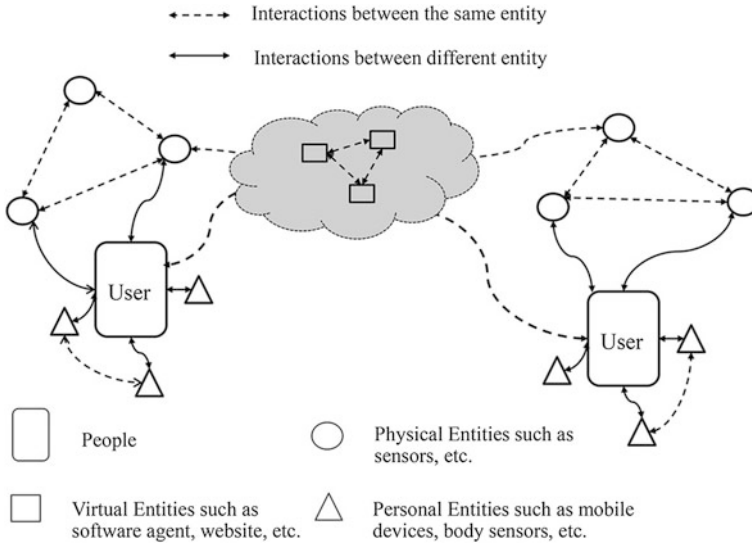 Interactions between the same entity
Interactions between different entity
User
User
People
Physical Entities such as
sensors, etc.
Virtual Entities such as
software agent, website, etc.
Personal Entities such as mobile
devices, body sensors, etc.